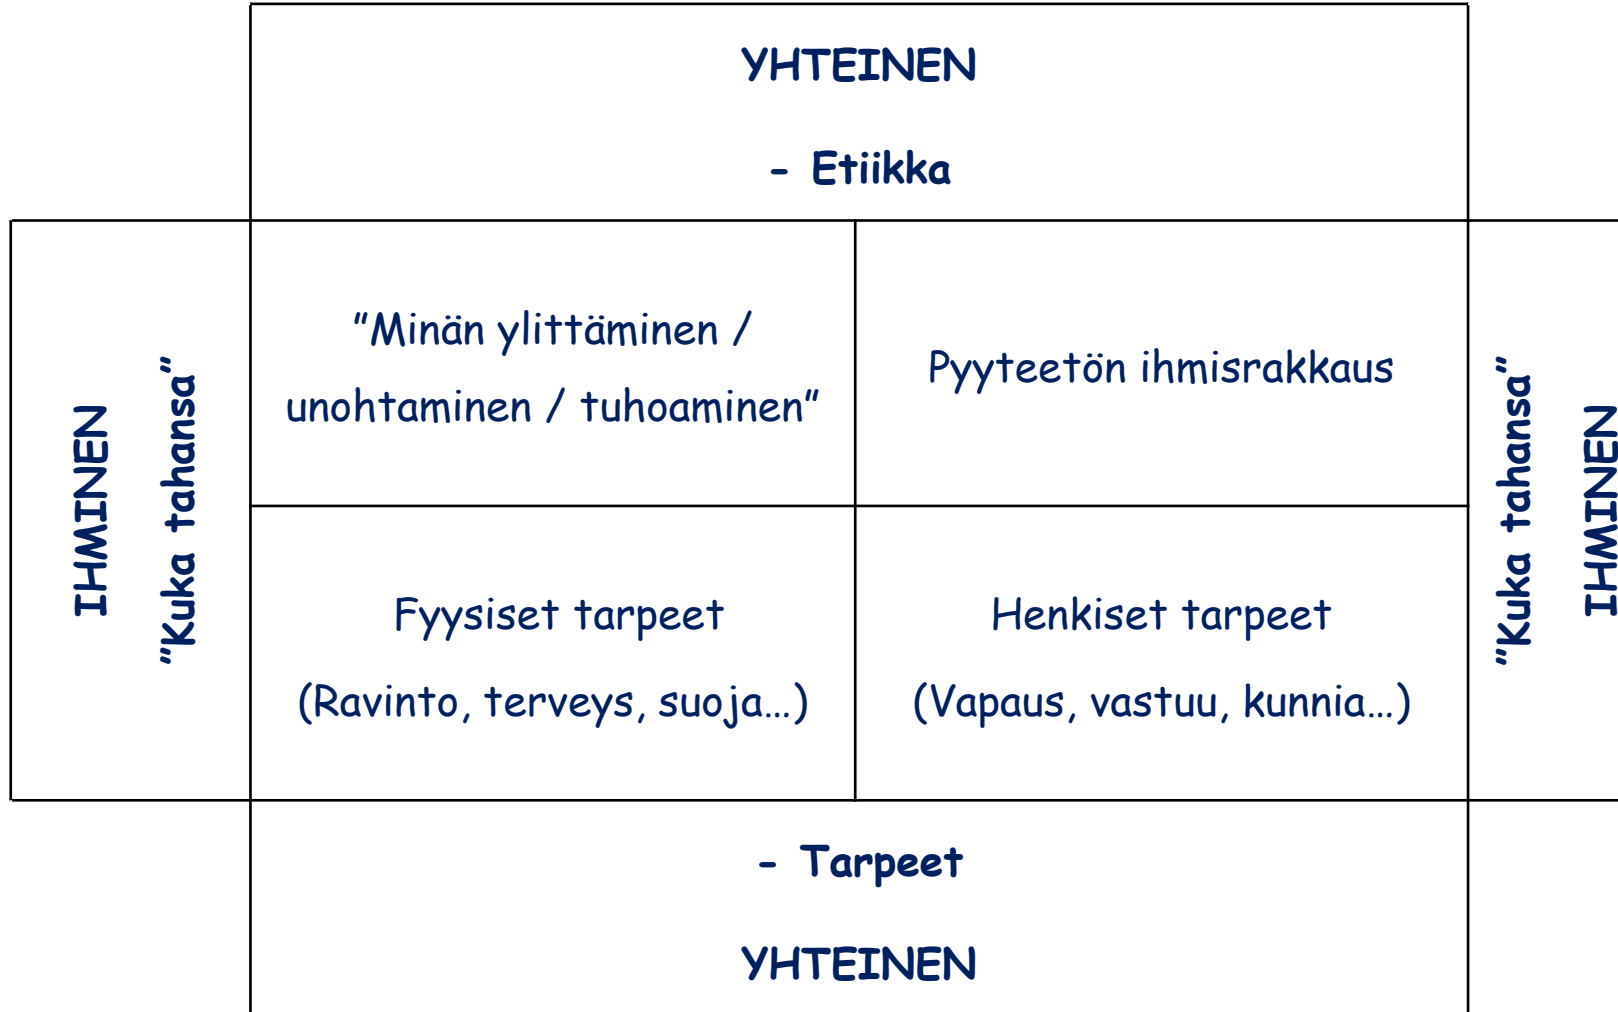 YHTEINEN
- Etiikka
IHMINEN
"Kuka tahansa"
"Minän ylittäminen /
unohtaminen / tuhoaminen"
Pyyteetön ihmisrakkaus
"Kuka tahansa"
IHMINEN
Fyysiset tarpeet
(Ravinto, terveys, suoja…)
Henkiset tarpeet
(Vapaus, vastuu, kunnia…)
- Tarpeet
YHTEINEN